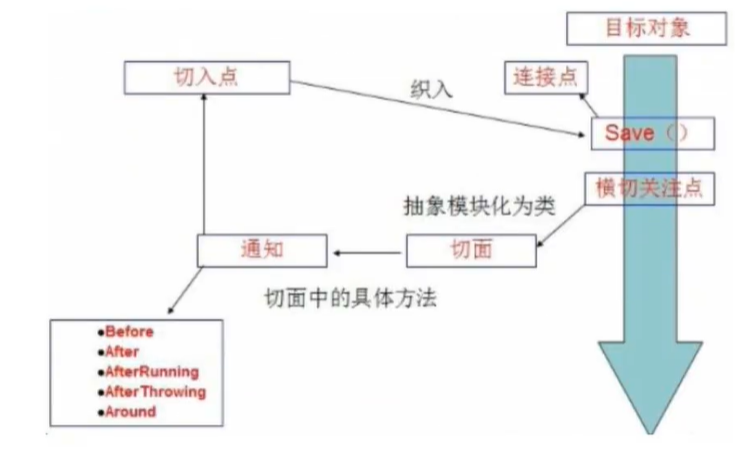 目标对象
切入点
连接点
织入
Save（）
横切关注点
抽象模块化为类
通知
切面
切面中的具体方法
●Before
●After
●AfterRunning
●AfterThrowing
●Around